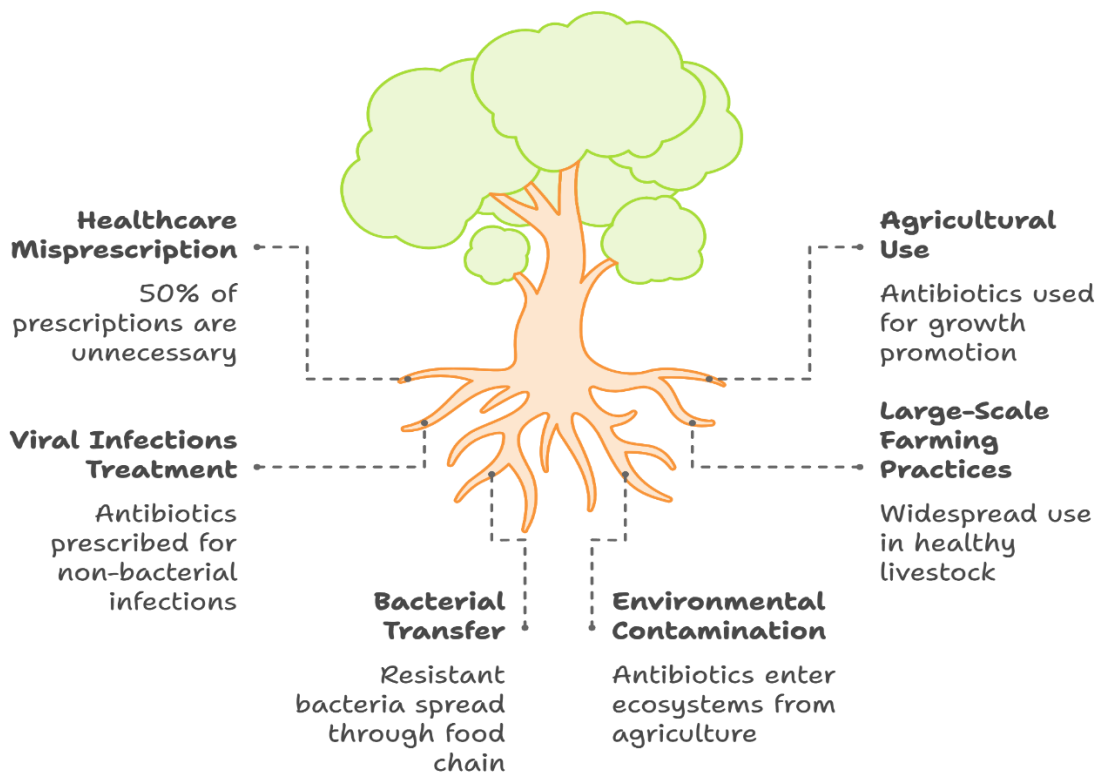 Healthcare
Misprescription
50% of
prescriptions are
unnecessary
Viral Infections
Treatment
Antibiotics
prescribed for
non-bacterial
infections
Bacterial
Transfer
Resistant
bacteria spread
through food
chain
Environmental
Contamination
Antibiotics enter
ecosystems from
agriculture
Agricultural
Use
Antibiotics used
for growth
promotion
Large-Scale
Farming
Practices
Widespread use
in healthy
livestock